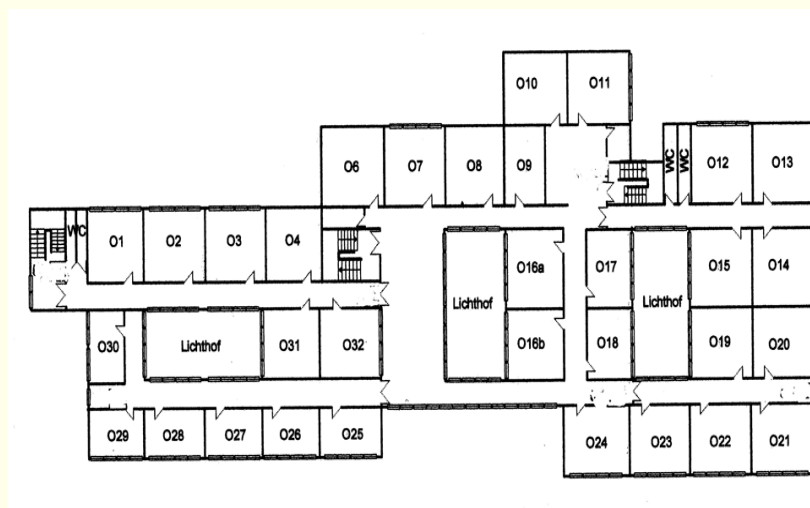 O10
O11
O6
O7
O8
O9
WC
WC
O12
O13
WC
O1
O2
O3
O4
O16a
O17
O15
O14
Lichthof
Lichthof
O30
Lichthof
O31
O32
O16b
O18
O19
O20
O29
O28
O27
O26
O25
O24
O23
O22
O21